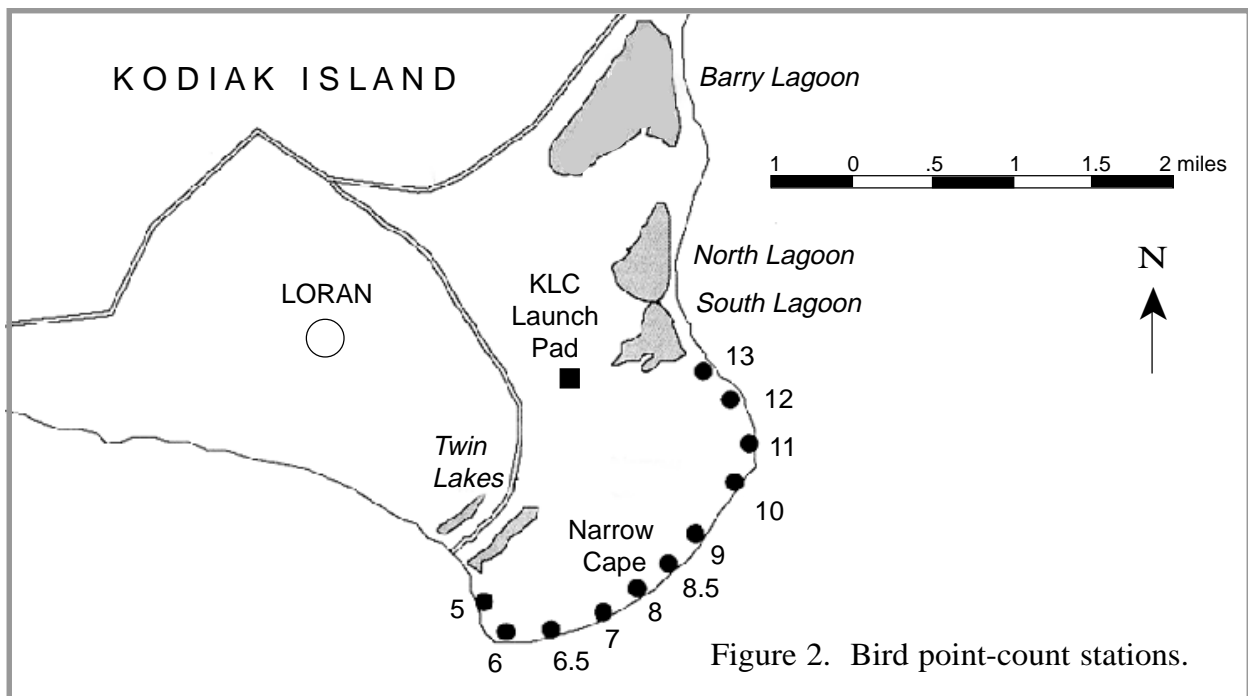 KODIAK ISLAND
Barry Lagoon
1 0 .5 1 1.5 2 miles
North Lagoon
N
LORAN
KLC
Launch
Pad
South Lagoon
13
12
11
Twin
Lakes
10
Narrow
Cape
9
8.5
8
7
5
6
6.5
Figure 2. Bird point-count stations.